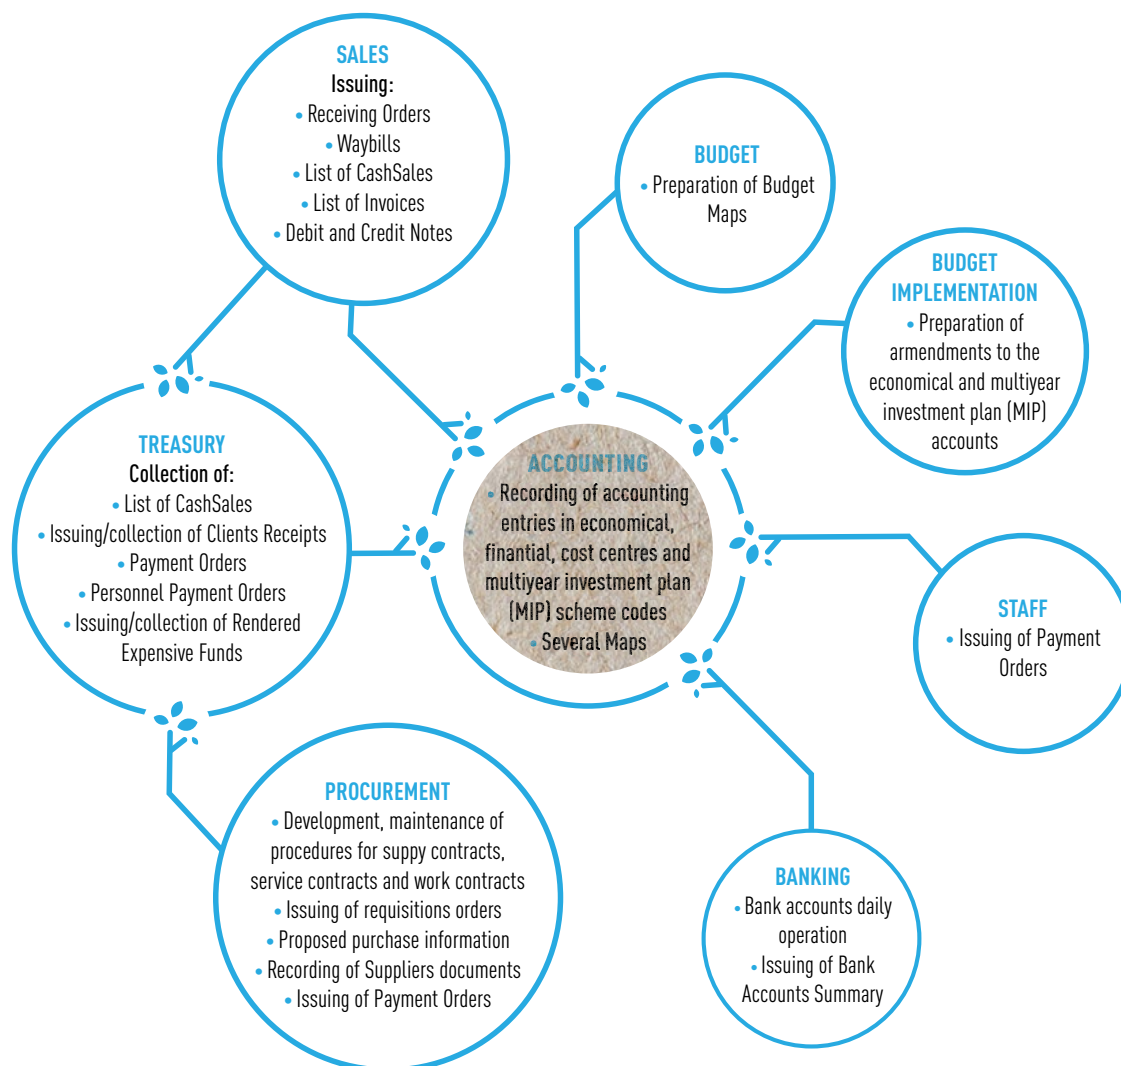 SALES
Issuing:
• Receiving Orders
• Waybills
• List of CashSales
• List of Invoices
• Debit and Credit Notes
BUDGET
• Preparation of Budget
Maps
BUDGET
IMPLEMENTATION
• Preparation of
armendments to the
economical and multiyear
investment plan (MIP)
accounts
TREASURY
Collection of:
• List of CashSales
• Issuing/collection of Clients Receipts
• Payment Orders
• Personnel Payment Orders
• Issuing/collection of Rendered
Expensive Funds
ACCOUNTING
• Recording of accounting
entries in economical,
finantial, cost centres and
multiyear investment plan
(MIP) scheme codes
• Several Maps
STAFF
• Issuing of Payment
Orders
PROCUREMENT
• Development, maintenance of
procedures for suppy contracts,
service contracts and work contracts
• Issuing of requisitions orders
• Proposed purchase information
• Recording of Suppliers documents
• Issuing of Payment Orders
BANKING
• Bank accounts daily
operation
• Issuing of Bank
Accounts Summary